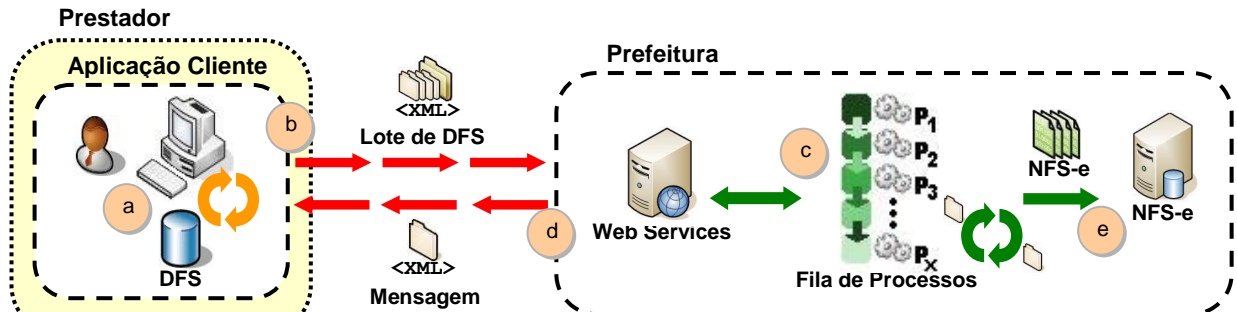 Prestador
Aplicação Cliente
a
DFS
b
<XML>
Lote de DFS
<XML>
Mensagem
Prefeitura
d
Web Services
c
P1
P2
P3
Px
Fila de Processos
NFS-e
e
NFS-e